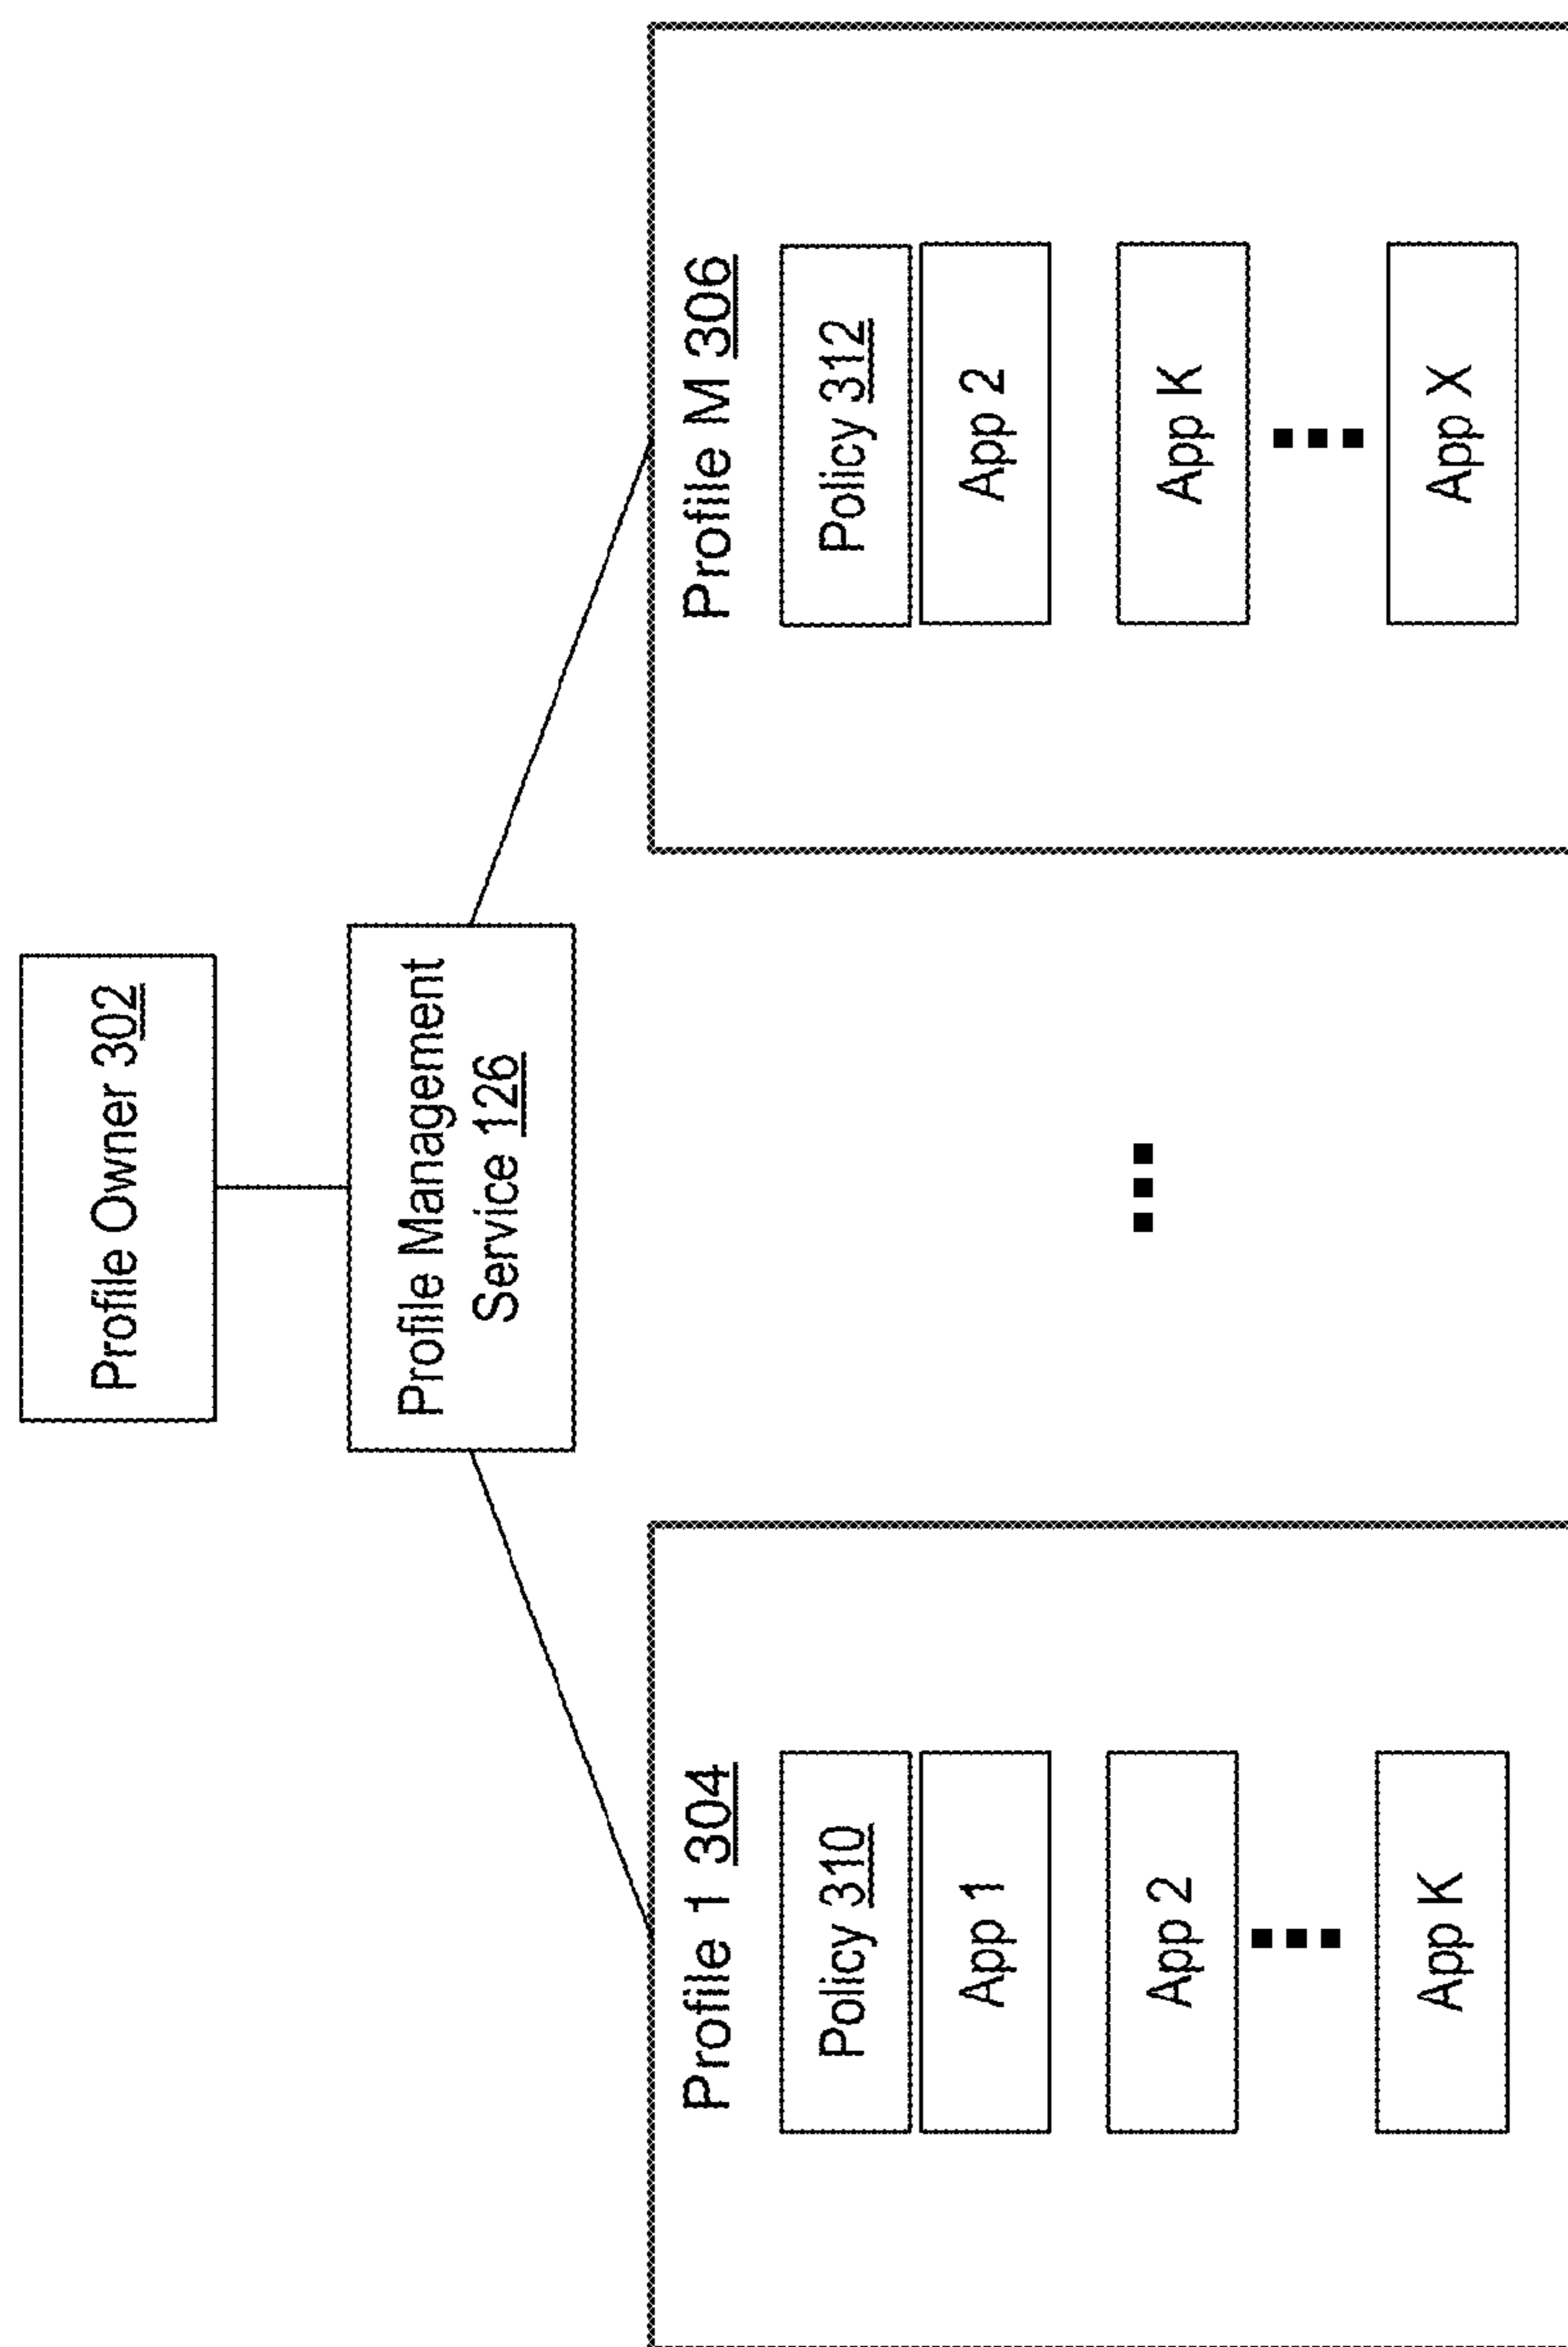 Profile Owner 302
Profile Management
Service 126
Profile 1 304
Policy 310
App 1
App 2
App K
Profile M 306
Policy 312
App 2
App K
App X